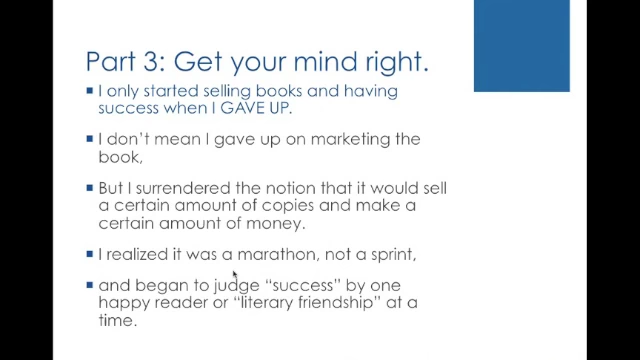 Part 3: Get your mind right.
I only started selling books and having
success when I GAVE UP.
I don't mean I gave up on marketing the
book,
But I surrendered the notion that it would sell
a certain amount of copies and make a
certain amount of money.
I realized it was a marathon, not a sprint,
and began to judge "success" by one
happy reader or "literary friendship" at a
time.